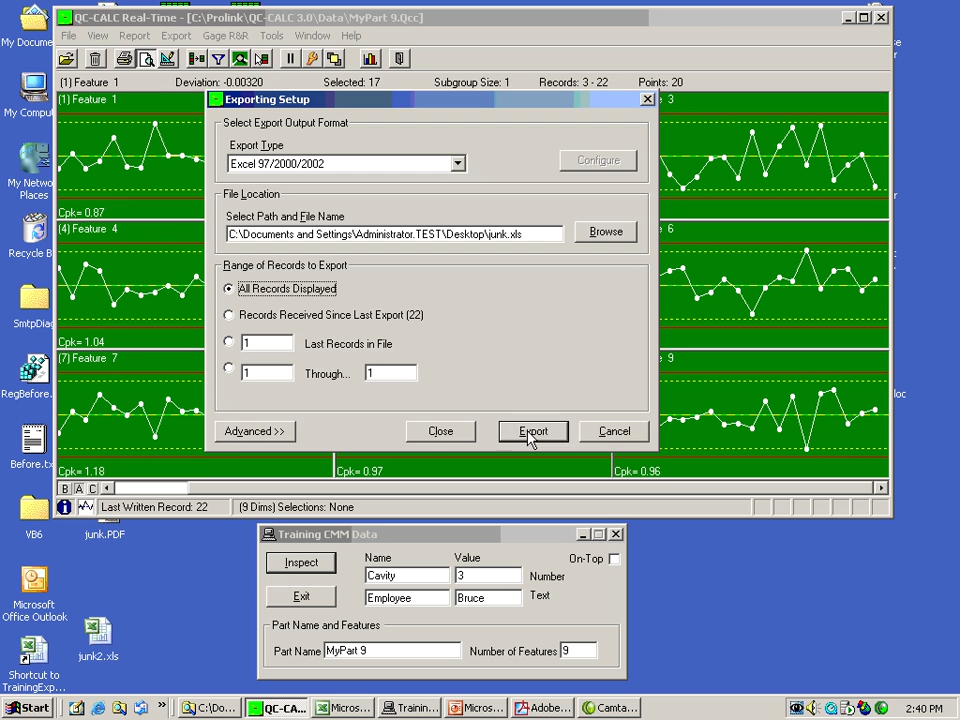 My Docume
My Compu
My Netwo
Places
Recycle B
SmtpDiag
RegBefore.
Before.tx
VB6
junk.PDF
Microsoft
Office Outlook
junk2.xls
Shortcut to
TrainingExp...
QC-CALC Real-Time - [C:\Prolink\QC-CALC 3.0\Data\MyPart 9.Qcc]
File View Report Export Gage R&R Tools Window Help
(1) Feature 1 Deviation: -0.00320 Selected: 17 Subgroup Size: 1 Records: 3 - 22 Points: 20
(1) Feature 1
3
Cpk= 0.87
(4) Feature 4
6
Cpk= 1.04
(7) Feature 7
9
Cpk= 1.18
Cpk= 0.97
Cpk= 0.96
B A C
Last Written Record: 22 (9 Dims) Selections: None
Exporting Setup
Select Export Output Format
Export Type
Excel 97/2000/2002
Configure
File Location
Select Path and File Name
C:\Documents and Settings\Administrator.TEST\Desktop\junk.xls
Browse
Range of Records to Export
All Records Displayed
Records Received Since Last Export (22)
1 Last Records in File
1 Through... 1
Advanced >> Close Export Cancel
Training CMM Data
Inspect
Exit
Name Value On-Top
Cavity 3 Number
Employee Bruce Text
Part Name and Features
Part Name MyPart 9 Number of Features 9
oc
Start
C:\Do...
QC-CA...
Micros...
Trainin...
Micros...
Adobe...
Camta...
2:40 PM